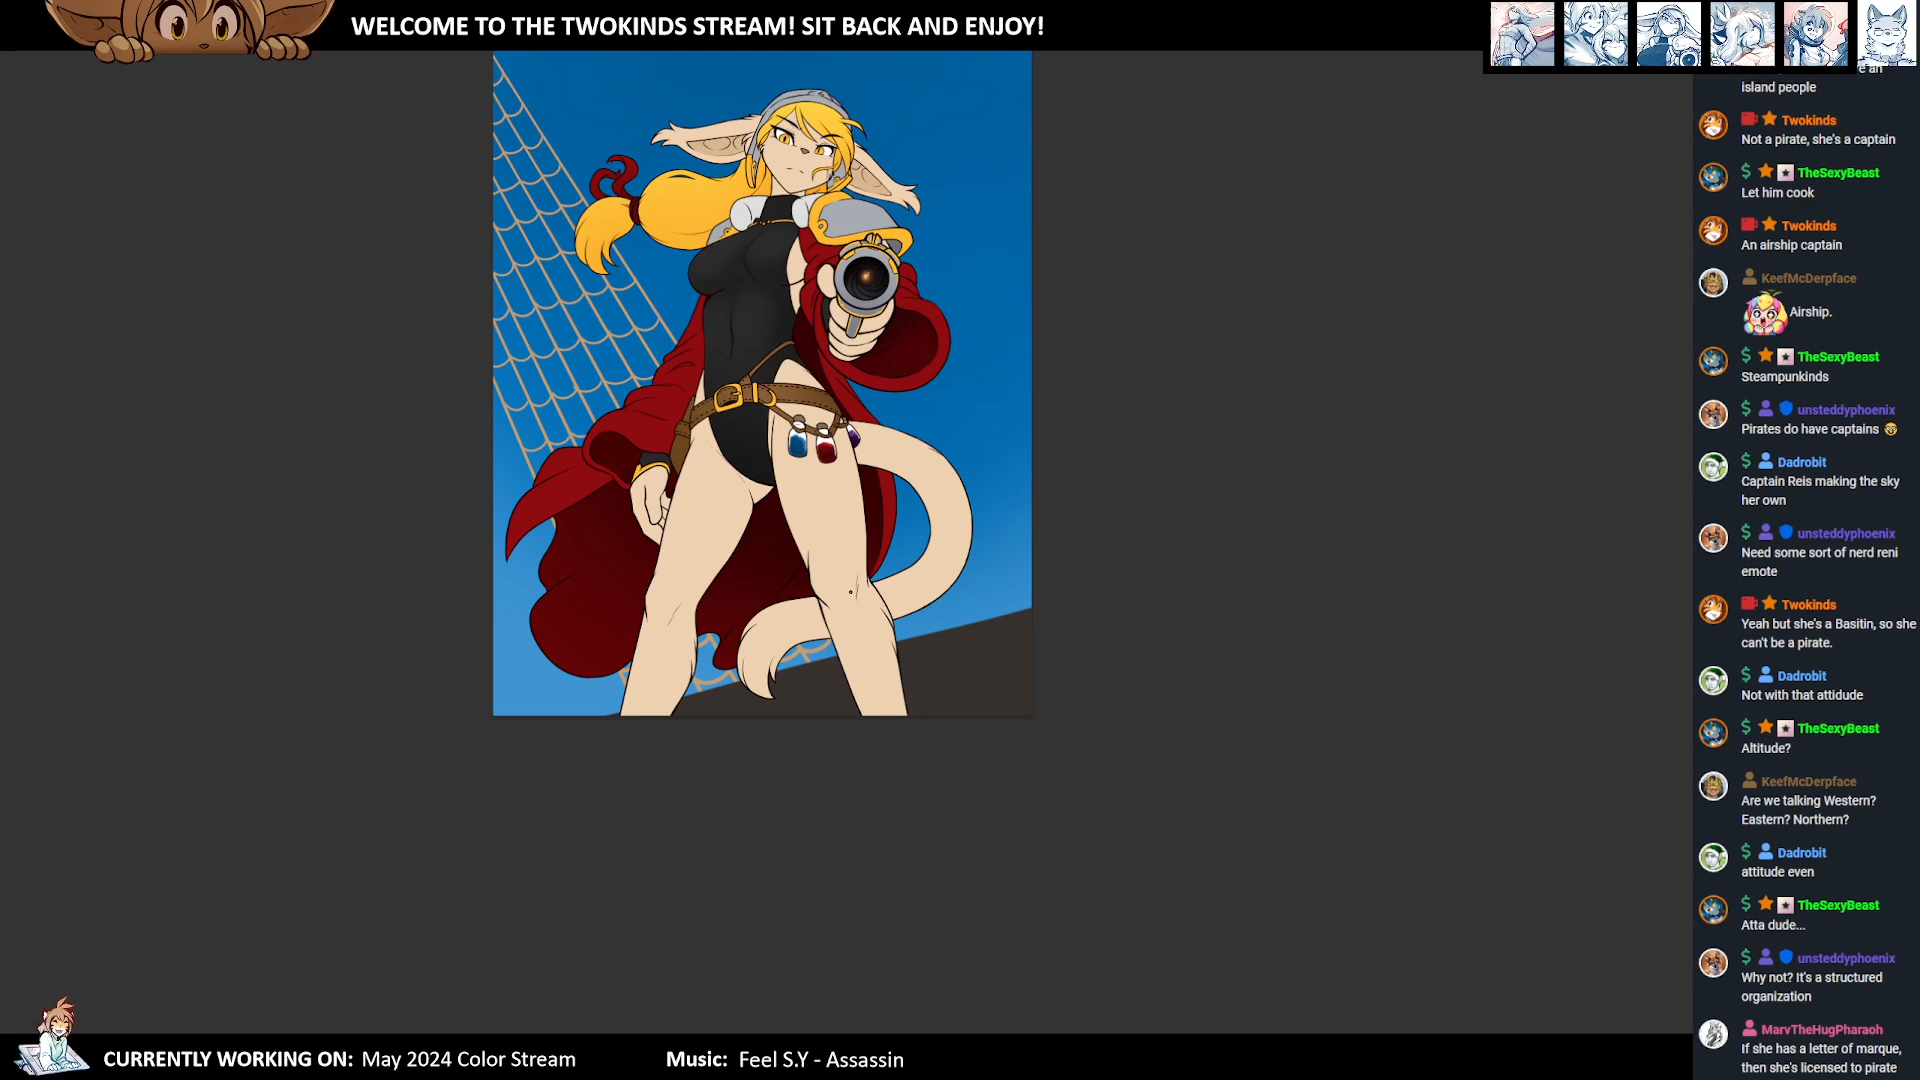 WELCOME TO THE TWOKINDS STREAM! SIT BACK AND ENJOY!
e an
island people
Twokinds
Not a pirate, she's a captain
TheSexyBeast
Let him cook
Twokinds
An airship captain
KeefMcDerpface
Airship.
TheSexyBeast
Steampunkinds
unsteddyphoenix
Pirates do have captains
Dadrobit
Captain Reis making the sky
her own
unsteddyphoenix
Need some sort of nerd reni
emote
Twokinds
Yeah but she's a Basitin, so she
can't be a pirate.
Dadrobit
Not with that attidude
TheSexyBeast
Altitude?
KeefMcDerpface
Are we talking Western?
Eastern? Northern?
Dadrobit
attitude even
TheSexyBeast
Atta dude...
unsteddyphoenix
Why not? It's a structured
organization
MarvTheHugPharaoh
If she has a letter of marque,
then she's licensed to pirate
CURRENTLY WORKING ON: May 2024 Color Stream
Music: Feel S.Y - Assassin